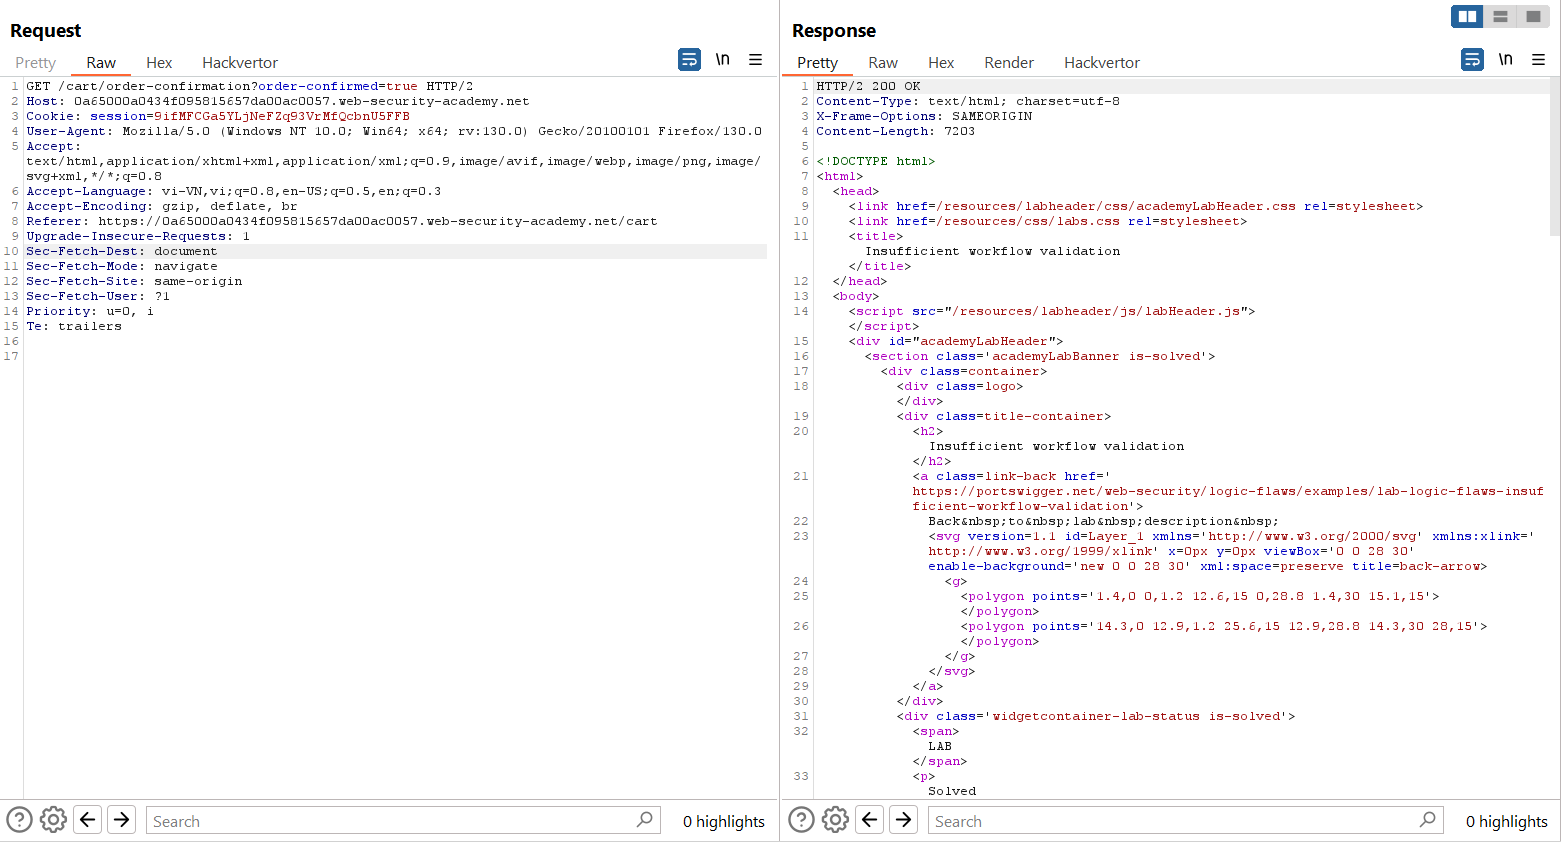 Request
Pretty Raw Hex Hackvertor \n
1 GET /cart/order-confirmation?order-confirmed=true HTTP/2
2 Host: 0a65000a0434f095815657da00ac0057.web-security-academy.net
3 Cookie: session=9ifMFCGa5YLjNeFZq93VrMfQcbnU5FFB
4 User-Agent: Mozilla/5.0 (Windows NT 10.0; Win64; x64; rv:130.0) Gecko/20100101 Firefox/130.0
5 Accept:
text/html,application/xhtml+xml,application/xml;q=0.9,image/avif,image/webp,image/png,image/
svg+xml,*/*;q=0.8
6 Accept-Language: vi-VN,vi;q=0.8,en-US;q=0.5,en;q=0.3
7 Accept-Encoding: gzip, deflate, br
8 Referer: https://0a65000a0434f095815657da00ac0057.web-security-academy.net/cart
9 Upgrade-Insecure-Requests: 1
10 Sec-Fetch-Dest: document
11 Sec-Fetch-Mode: navigate
12 Sec-Fetch-Site: same-origin
13 Sec-Fetch-User: ?1
14 Priority: u=0, i
15 Te: trailers
16
17
Search 0 highlights
Response
Pretty Raw Hex Render Hackvertor \n
1 HTTP/2 200 OK
2 Content-Type: text/html; charset=utf-8
3 X-Frame-Options: SAMEORIGIN
4 Content-Length: 7203
5
6 <!DOCTYPE html>
7 <html>
8 <head>
9 <link href=/resources/labheader/css/academyLabHeader.css rel=stylesheet>
10 <link href=/resources/css/labs.css rel=stylesheet>
11 <title>
Insufficient workflow validation
</title>
12 </head>
13 <body>
14 <script src="/resources/labheader/js/labHeader.js">
</script>
15 <div id="academyLabHeader">
16 <section class='academyLabBanner is-solved'>
17 <div class=container>
18 <div class=logo>
</div>
19 <div class=title-container>
20 <h2>
Insufficient workflow validation
</h2>
21 <a class=link-back href='
https://portswigger.net/web-security/logic-flaws/examples/lab-logic-flaws-insuf
ficient-workflow-validation'>
22 Back&nbsp;to&nbsp;lab&nbsp;description&nbsp;
23 <svg version=1.1 id=Layer_1 xmlns='http://www.w3.org/2000/svg' xmlns:xlink='
http://www.w3.org/1999/xlink' x=0px y=0px viewBox='0 0 28 30'
enable-background='new 0 0 28 30' xml:space=preserve title=back-arrow>
24 <g>
25 <polygon points='1.4,0 0,1.2 12.6,15 0,28.8 1.4,30 15.1,15'>
</polygon>
26 <polygon points='14.3,0 12.9,1.2 25.6,15 12.9,28.8 14.3,30 28,15'>
</polygon>
27 </g>
28 </svg>
29 </a>
30 </div>
31 <div class='widgetcontainer-lab-status is-solved'>
32 <span>
LAB
</span>
33 <p>
Solved
Search 0 highlights